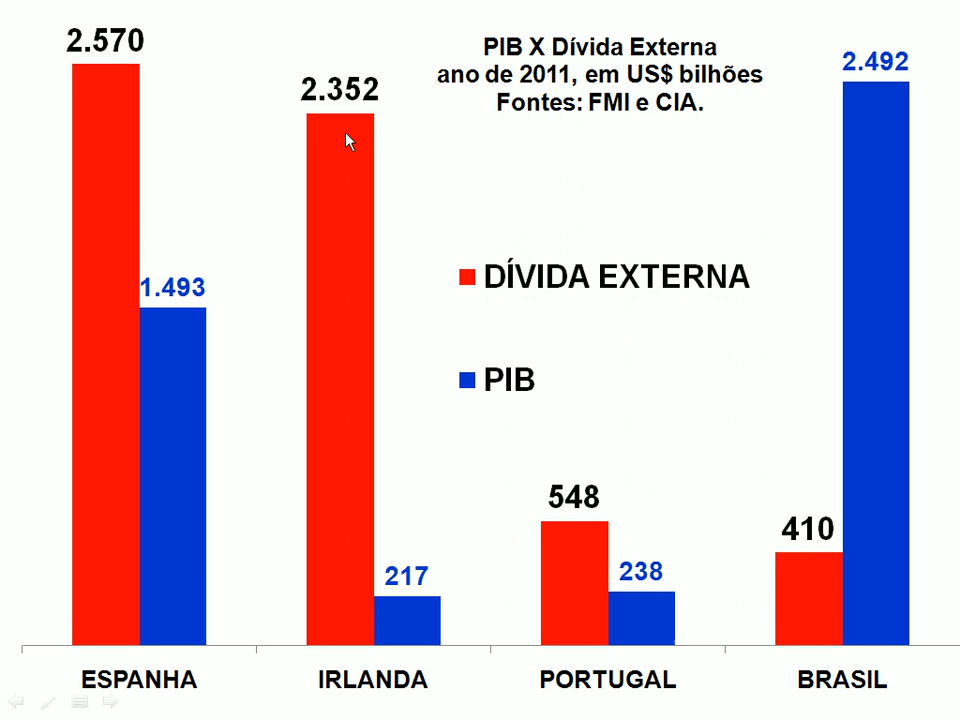 PIB X Dívida Externa
ano de 2011, em US$ bilhões
Fontes: FMI e CIA.
2.570
1.493
2.352
217
548
238
410
2.492
DÍVIDA EXTERNA
PIB
ESPANHA
IRLANDA
PORTUGAL
BRASIL